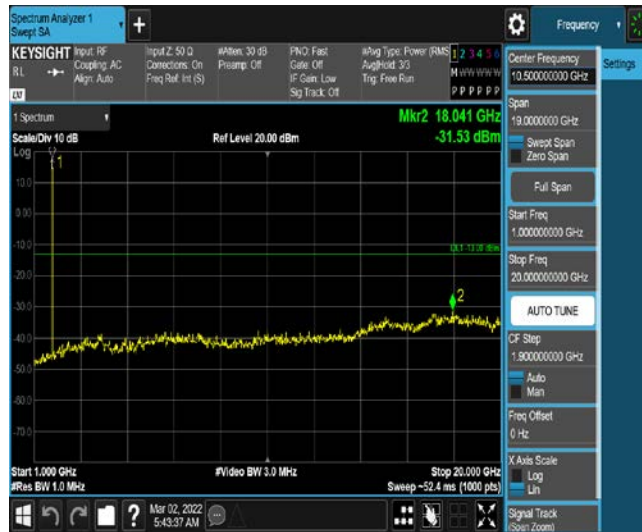 Spectrum Analyzer 1
Swept SA
+
Frequency
KEYSIGHT
RL
LXI
Input: RF
Coupling: AC
Align: Auto
Input Z: 50 Ω
Corrections: On
Freq Ref: Int (S)
#Atten: 30 dB
Preamp: Off
PNO: Fast
Gate: Off
IF Gain: Low
Sig Track: Off
#Avg Type: Power (RMS
Avg|Hold: 3/3
Trig: Free Run
1 2 3 4 5 6
M W W W W W
P P P P P P
1 Spectrum
Scale/Div 10 dB
Ref Level 20.00 dBm
Mkr2 18.041 GHz
-31.53 dBm
Log
1
10.0
0.00
-10.0
DL1 -13.00 dBm
-20.0
-30.0
2
-40.0
-50.0
-60.0
-70.0
Start 1.000 GHz
#Video BW 3.0 MHz
Stop 20.000 GHz
#Res BW 1.0 MHz
Sweep ~52.4 ms (1000 pts)
?
Mar 02, 2022
5:43:37 AM
Center Frequency
10.500000000 GHz
Settings
Span
19.0000000 GHz
Swept Span
Zero Span
Full Span
Start Freq
1.000000000 GHz
Stop Freq
20.000000000 GHz
AUTO TUNE
CF Step
1.900000000 GHz
Auto
Man
Freq Offset
0 Hz
X Axis Scale
Log
Lin
Signal Track
(Span Zoom)